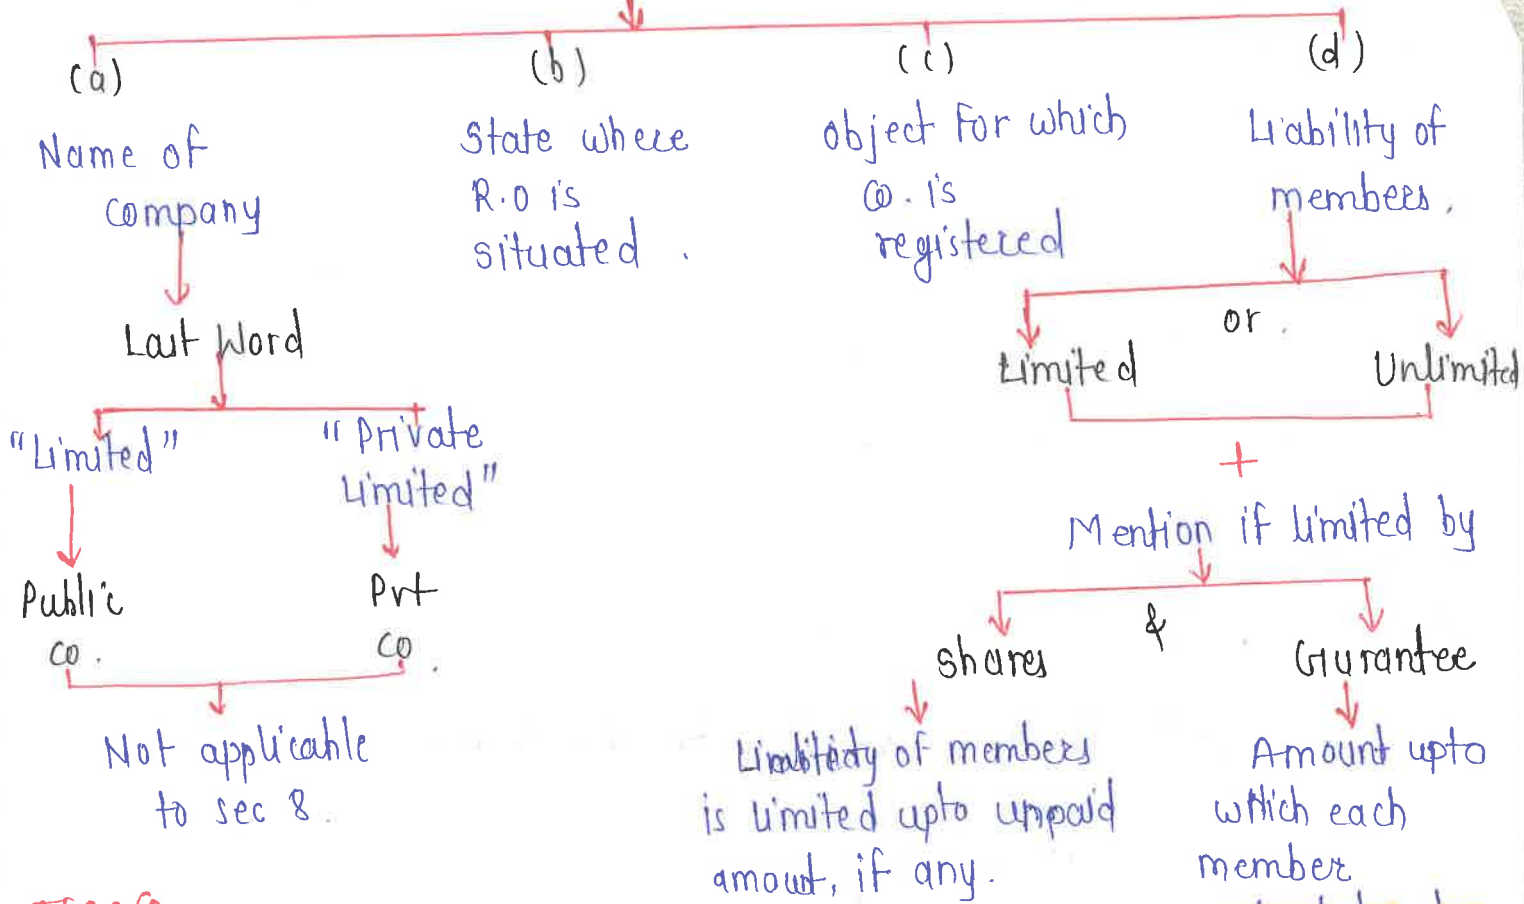 (a)
(b)
(c)
(d)
Name of
company
State where
R.O is
situated .
object for which
co. is
registered
Liability of
members .
Last Word
"Limited"
"Private
Limited"
Public
co .
Pvt
co .
Not applicable
to sec 8 .
or .
Limited
Unlimited
+
Mention if limited by
shares
&
Gurantee
of members
is limited upto unpaid
amout, if any .
Amount upto
which each
member